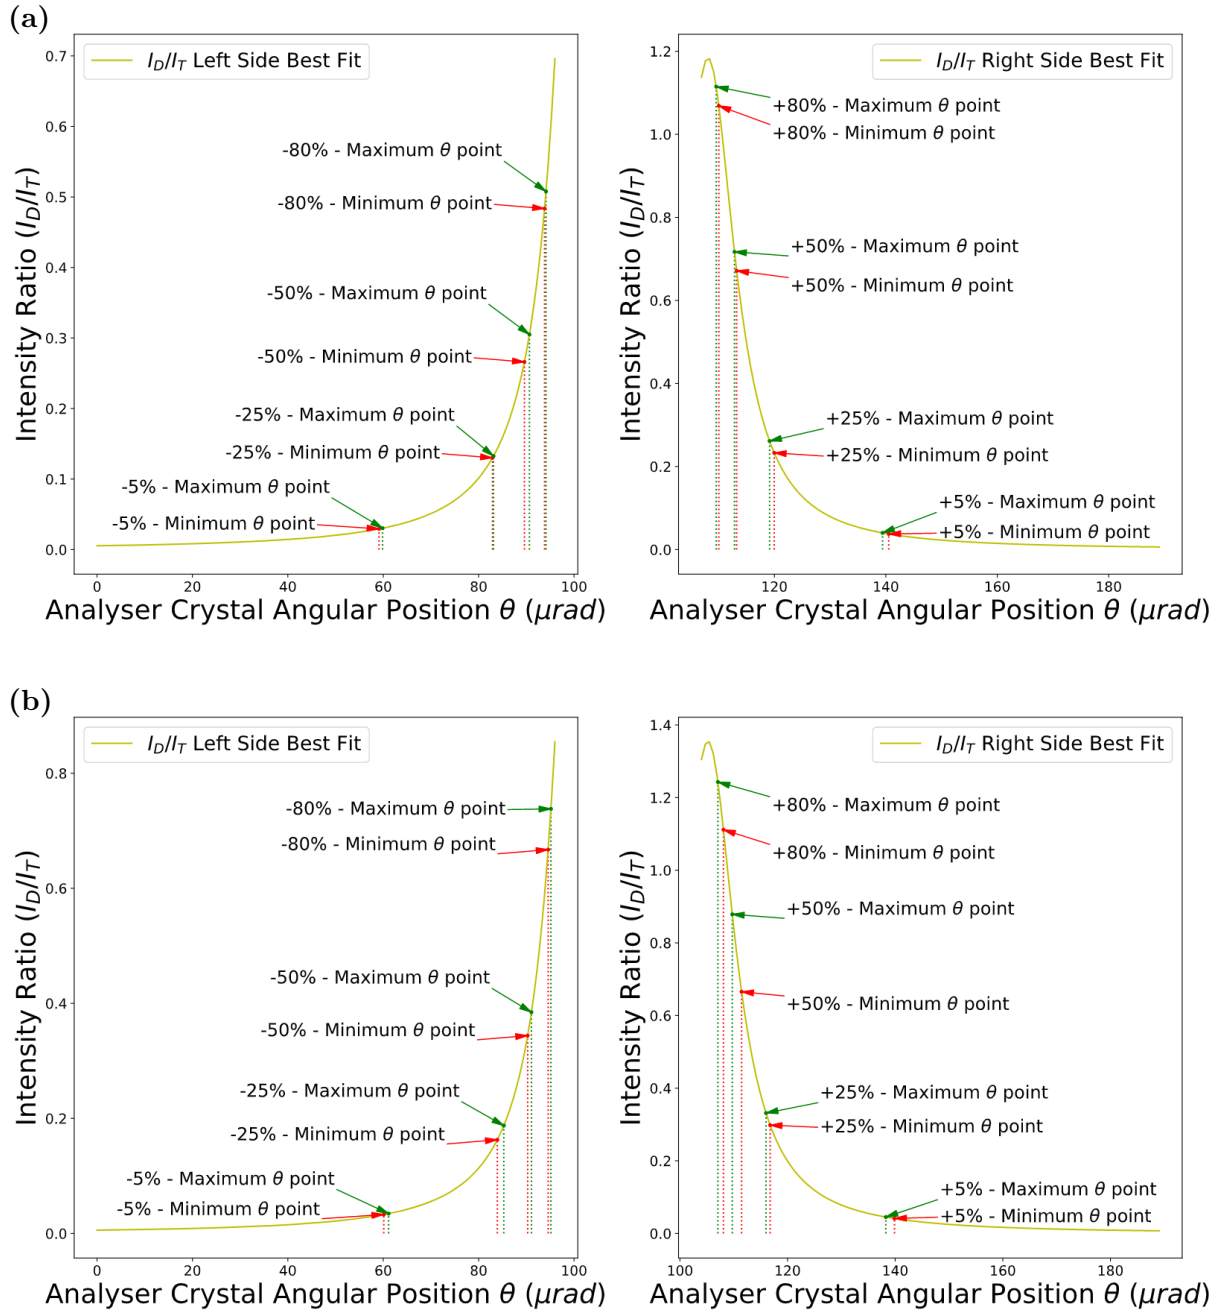 (a)
I_D/I_T Left Side Best Fit
-80% - Maximum θ point
-80% - Minimum θ point
-50% - Maximum θ point
-50% - Minimum θ point
-25% - Maximum θ point
-25% - Minimum θ point
-5% - Maximum θ point
-5% - Minimum θ point
Intensity Ratio (I_D/I_T)
0.7
0.6
0.5
0.4
0.3
0.2
0.1
0.0
0 20 40 60 80 100
Analyser Crystal Angular Position θ (μrad)
I_D/I_T Right Side Best Fit
+80% - Maximum θ point
+80% - Minimum θ point
+50% - Maximum θ point
+50% - Minimum θ point
+25% - Maximum θ point
+25% - Minimum θ point
+5% - Maximum θ point
+5% - Minimum θ point
Intensity Ratio (I_D/I_T)
1.2
1.0
0.8
0.6
0.4
0.2
0.0
120 140 160 180
Analyser Crystal Angular Position θ (μrad)
(b)
I_D/I_T Left Side Best Fit
-80% - Maximum θ point
-80% - Minimum θ point
-50% - Maximum θ point
-50% - Minimum θ point
-25% - Maximum θ point
-25% - Minimum θ point
-5% - Maximum θ point
-5% - Minimum θ point
Intensity Ratio (I_D/I_T)
0.8
0.6
0.4
0.2
0.0
0 20 40 60 80 100
Analyser Crystal Angular Position θ (μrad)
I_D/I_T Right Side Best Fit
+80% - Maximum θ point
+80% - Minimum θ point
+50% - Maximum θ point
+50% - Minimum θ point
+25% - Maximum θ point
+25% - Minimum θ point
+5% - Maximum θ point
+5% - Minimum θ point
Intensity Ratio (I_D/I_T)
1.4
1.2
1.0
0.8
0.6
0.4
0.2
0.0
100 120 140 160 180
Analyser Crystal Angular Position θ (μrad)